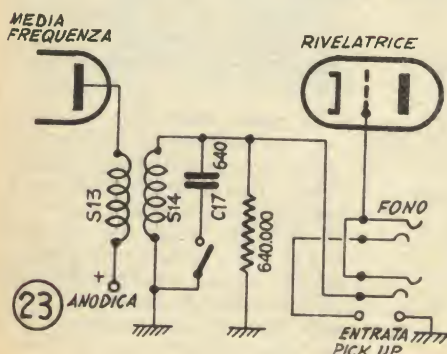 MEDIA
FREQUENZA
RIVELATRICE
S13
S14
640
C17
640.000
FONO
+
23 ANODICA
ENTRATA
PICK UP